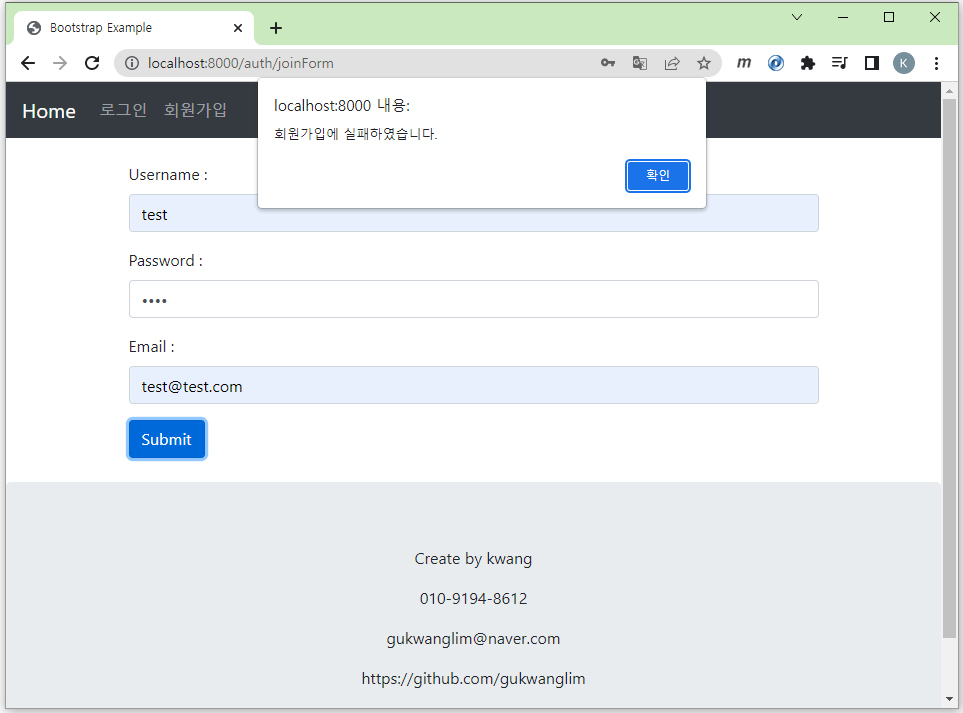 Bootstrap Example
localhost:8000/auth/joinForm
K
Home 로그인 회원가입
localhost:8000 내용:
회원가입에 실패하였습니다.
확인
Username :
test
Password :
••••
Email :
test@test.com
Submit
Create by kwang
010-9194-8612
gukwanglim@naver.com
https://github.com/gukwanglim